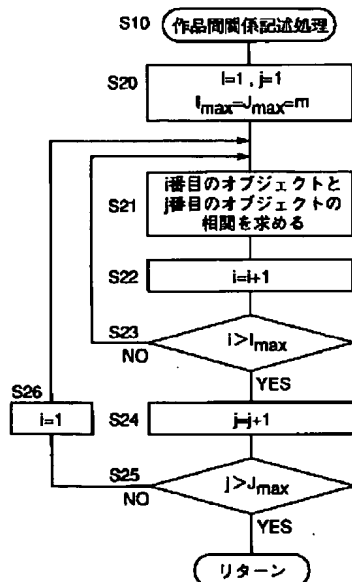 S10 作品間関係記述処理
S20
i=1 , j=1
Imax=Jmax=m
S21
i番目のオブジェクトと
j番目のオブジェクトの
相関を求める
S22
i=i+1
S23
i>Imax
NO
YES
S26
i=1
S24
j=j+1
S25
j>Jmax
NO
YES
リターン